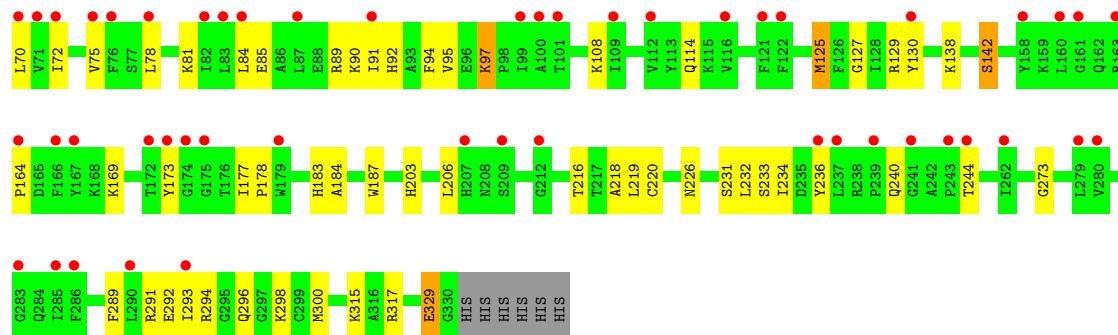 L70 V71 I72 V75 F76 S77 L78 K81 I82 L83 L84 E85 A86 L87 E88 R89 K90 I91 H92 A93 F94 V95 E96 K97 P98 I99 A100 T101 K108 I109 V112 Y113 Q114 K115 V116 F121 F122 M125 F126 G127 I128 R129 Y130 K138 S142 Y158 K159 L160 G161 Q162
P164 D165 F166 Y167 K168 K169 T172 Y173 G174 G175 T176 I177 P178 W179 H183 A184 W187 H203 L206 H207 N208 S209 G212 T216 T217 A218 L219 C220 N226 S231 L232 S233 I234 D235 Y236 L237 R238 P239 Q240 G241 A242 P243 T244 I262 G273 L279 V280
G283 Q284 I285 F286 F289 L290 R291 E292 I293 R294 G295 Q296 G297 K298 C299 M300 K315 A316 R317 E329 G330 HIS HIS HIS HIS HIS HIS